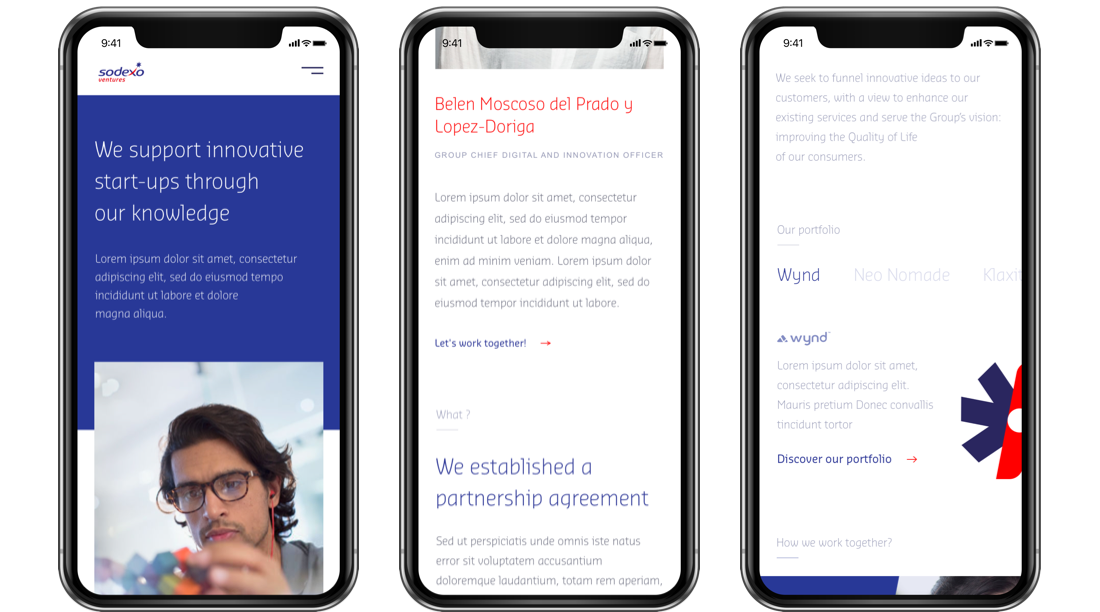 9:41
sodexo
ventures
We support innovative
start-ups through
our knowledge
Lorem ipsum dolor sit amet, consectetur
adipiscing elit, sed do eiusmod tempo
incididunt ut labore et dolore
magna aliqua.
9:41
Belen Moscoso del Prado y
Lopez-Doriga
GROUP CHIEF DIGITAL AND INNOVATION OFFICER
Lorem ipsum dolor sit amet, consectetur
adipiscing elit, sed do eiusmod tempor
incididunt ut labore et dolore magna aliqua,
enim ad minim veniam. Lorem ipsum dolor
sit amet, consectetur adipiscing elit, sed do
eiusmod tempor incididunt ut labore.
Let's work together!
What ?
We established a
partnership agreement
Sed ut perspiciatis unde omnis iste natus
error sit voluptatem accusantium
doloremque laudantium, totam rem aperiam,
9:41
We seek to funnel innovative ideas to our
customers, with a view to enhance our
existing services and serve the Group's vision:
improving the Quality of Life
of our consumers.
Our portfolio
Wynd Neo Nomade Klaxit
wynd
Lorem ipsum dolor sit amet,
consectetur adipiscing elit.
Mauris pretium Donec convallis
tincidunt tortor
Discover our portfolio
How we work together?